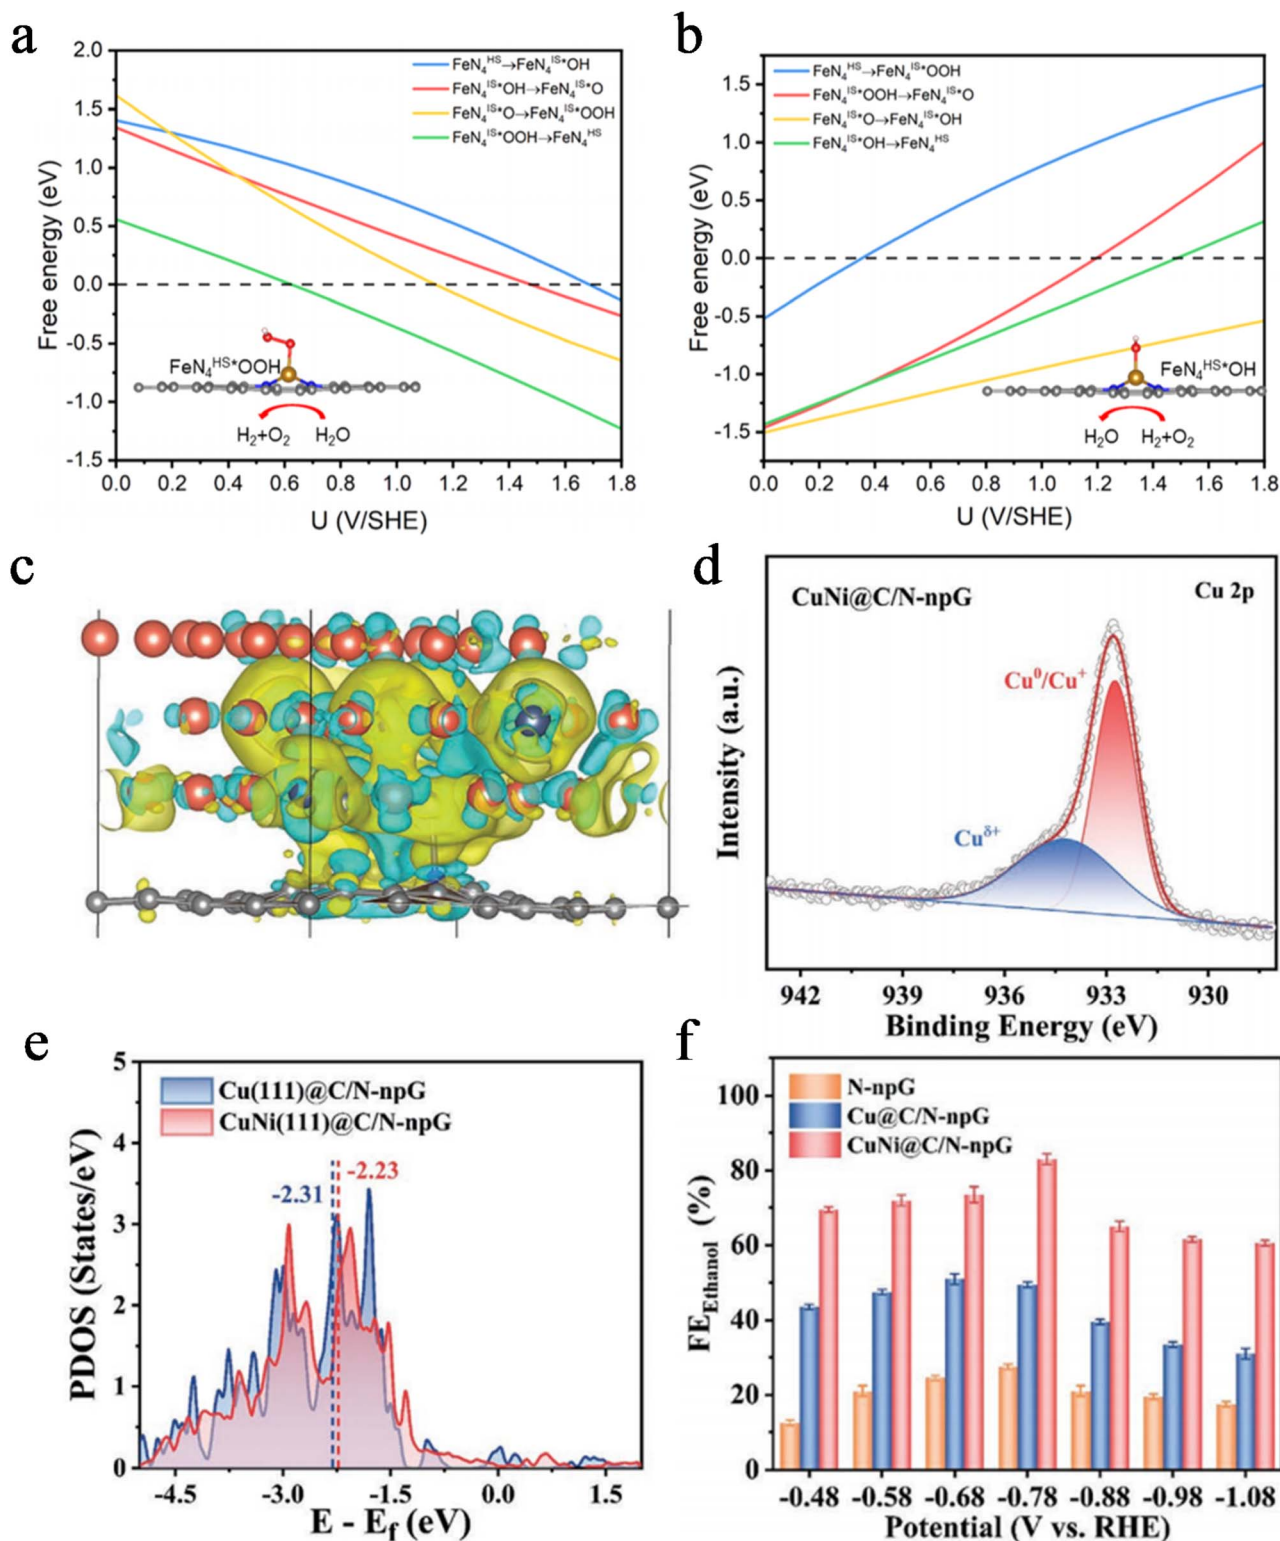 a
2.0
1.5
1.0
0.5
0.0
-0.5
-1.0
-1.5
Free energy (eV)
FeN₄ᴴˢ→FeN₄ᴵˢ*OH
FeN₄ᴵˢ*OH→FeN₄ᴵˢ*O
FeN₄ᴵˢ*O→FeN₄ᴵˢ*OOH
FeN₄ᴵˢ*OOH→FeN₄ᴴˢ
FeN₄ᴴˢ*OOH
H₂+O₂ H₂O
0.0 0.2 0.4 0.6 0.8 1.0 1.2 1.4 1.6 1.8
U (V/SHE)
b
1.5
1.0
0.5
0.0
-0.5
-1.0
-1.5
Free energy (eV)
FeN₄ᴴˢ→FeN₄ᴵˢ*OOH
FeN₄ᴵˢ*OOH→FeN₄ᴵˢ*O
FeN₄ᴵˢ*O→FeN₄ᴵˢ*OH
FeN₄ᴵˢ*OH→FeN₄ᴴˢ
FeN₄ᴴˢ*OH
H₂O H₂+O₂
0.0 0.2 0.4 0.6 0.8 1.0 1.2 1.4 1.6 1.8
U (V/SHE)
c
d
CuNi@C/N-npG Cu 2p
Cu⁰/Cu⁺
Cuᵟ⁺
Intensity (a.u.)
942 939 936 933 930
Binding Energy (eV)
e
5
4
3
2
1
0
PDOS (States/eV)
Cu(111)@C/N-npG
CuNi(111)@C/N-npG
-2.31
-2.23
-4.5 -3.0 -1.5 0.0 1.5
E - E_f (eV)
f
100
80
60
40
20
0
FE_Ethanol (%)
N-npG
Cu@C/N-npG
CuNi@C/N-npG
-0.48 -0.58 -0.68 -0.78 -0.88 -0.98 -1.08
Potential (V vs. RHE)